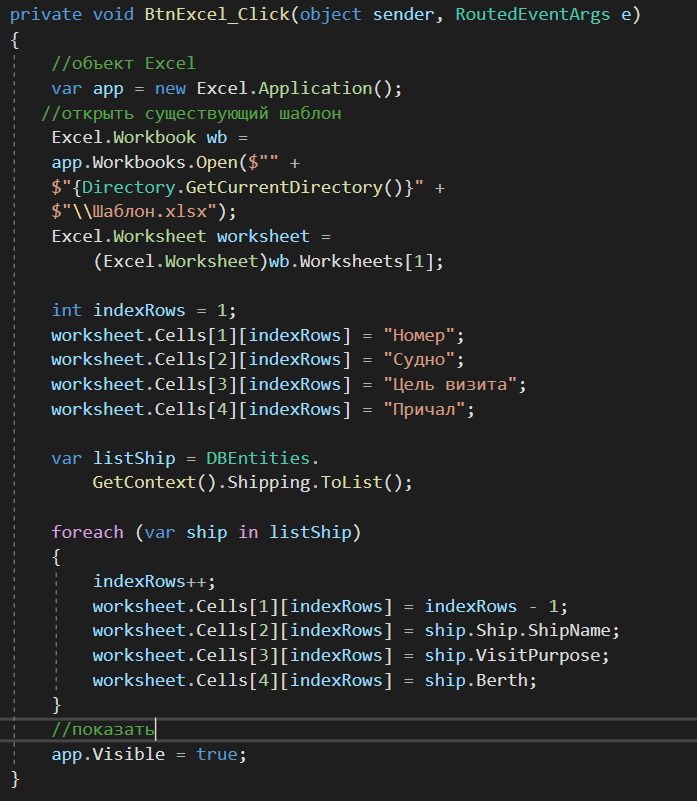 private void BtnExcel_Click(object sender, RoutedEventArgs e)
{
    //объект Excel
    var app = new Excel.Application();
   //открыть существующий шаблон
    Excel.Workbook wb =
    app.Workbooks.Open($"" +
    $"{Directory.GetCurrentDirectory()}" +
    $"\\Шаблон.xlsx");
    Excel.Worksheet worksheet =
        (Excel.Worksheet)wb.Worksheets[1];

    int indexRows = 1;
    worksheet.Cells[1][indexRows] = "Номер";
    worksheet.Cells[2][indexRows] = "Судно";
    worksheet.Cells[3][indexRows] = "Цель визита";
    worksheet.Cells[4][indexRows] = "Причал";

    var listShip = DBEntities.
        GetContext().Shipping.ToList();

    foreach (var ship in listShip)
    {
        indexRows++;
        worksheet.Cells[1][indexRows] = indexRows - 1;
        worksheet.Cells[2][indexRows] = ship.Ship.ShipName;
        worksheet.Cells[3][indexRows] = ship.VisitPurpose;
        worksheet.Cells[4][indexRows] = ship.Berth;
    }
    //показать
    app.Visible = true;
}